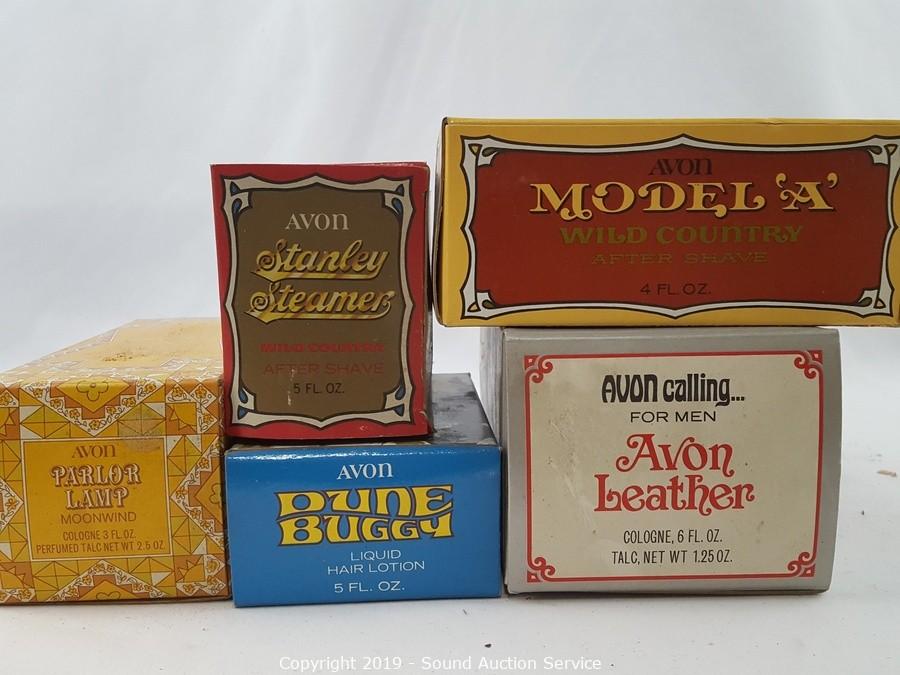 AVON
MODEL 'A'
WILD COUNTRY
AFTER SHAVE
4 FL. OZ.
AVON
Stanley
Steamer
WILD COUNTRY
AFTER SHAVE
5 FL. OZ.
AVON calling...
FOR MEN
Avon
Leather
COLOGNE, 6 FL. OZ.
TALC, NET WT 1.25 OZ.
AVON
PARLOR
LAMP
MOONWIND
COLOGNE 3 FL. OZ.
PERFUMED TALC NET WT 2.5 OZ.
AVON
DUNE
BUGGY
LIQUID
HAIR LOTION
5 FL. OZ.
Copyright 2019 - Sound Auction Service